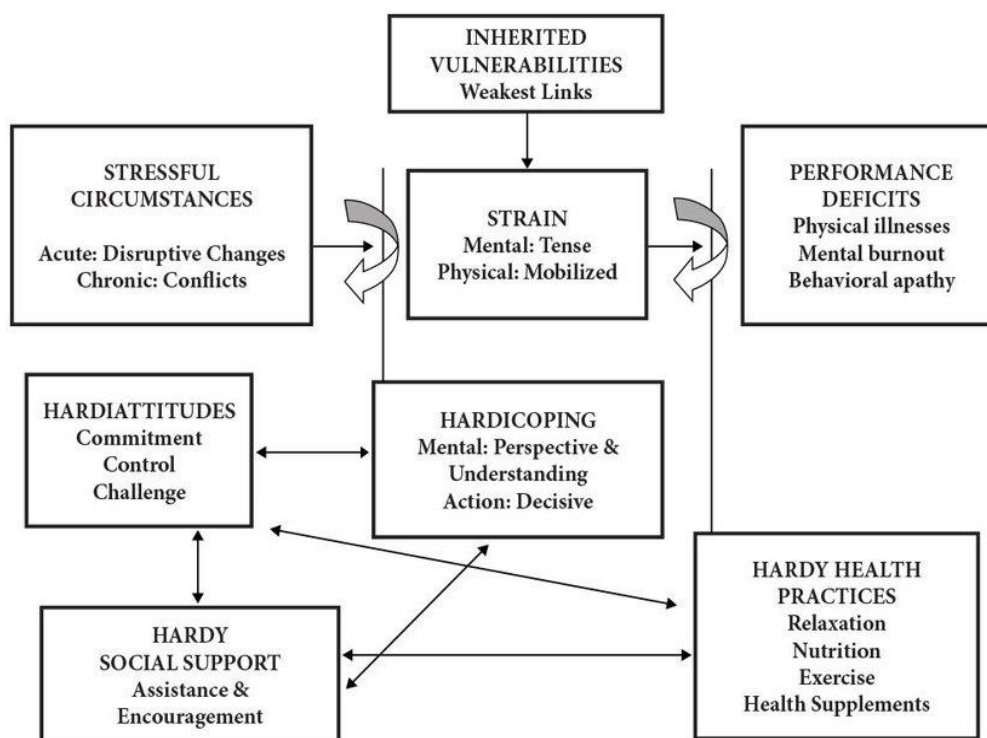 INHERITED
VULNERABILITIES
Weakest Links
STRESSFUL
CIRCUMSTANCES
Acute: Disruptive Changes
Chronic: Conflicts
STRAIN
Mental: Tense
Physical: Mobilized
PERFORMANCE
DEFICITS
Physical illnesses
Mental burnout
Behavioral apathy
HARDIATTITUDES
Commitment
Control
Challenge
HARDICOPING
Mental: Perspective &
Understanding
Action: Decisive
HARDY
SOCIAL SUPPORT
Assistance &
Encouragement
HARDY HEALTH
PRACTICES
Relaxation
Nutrition
Exercise
Health Supplements